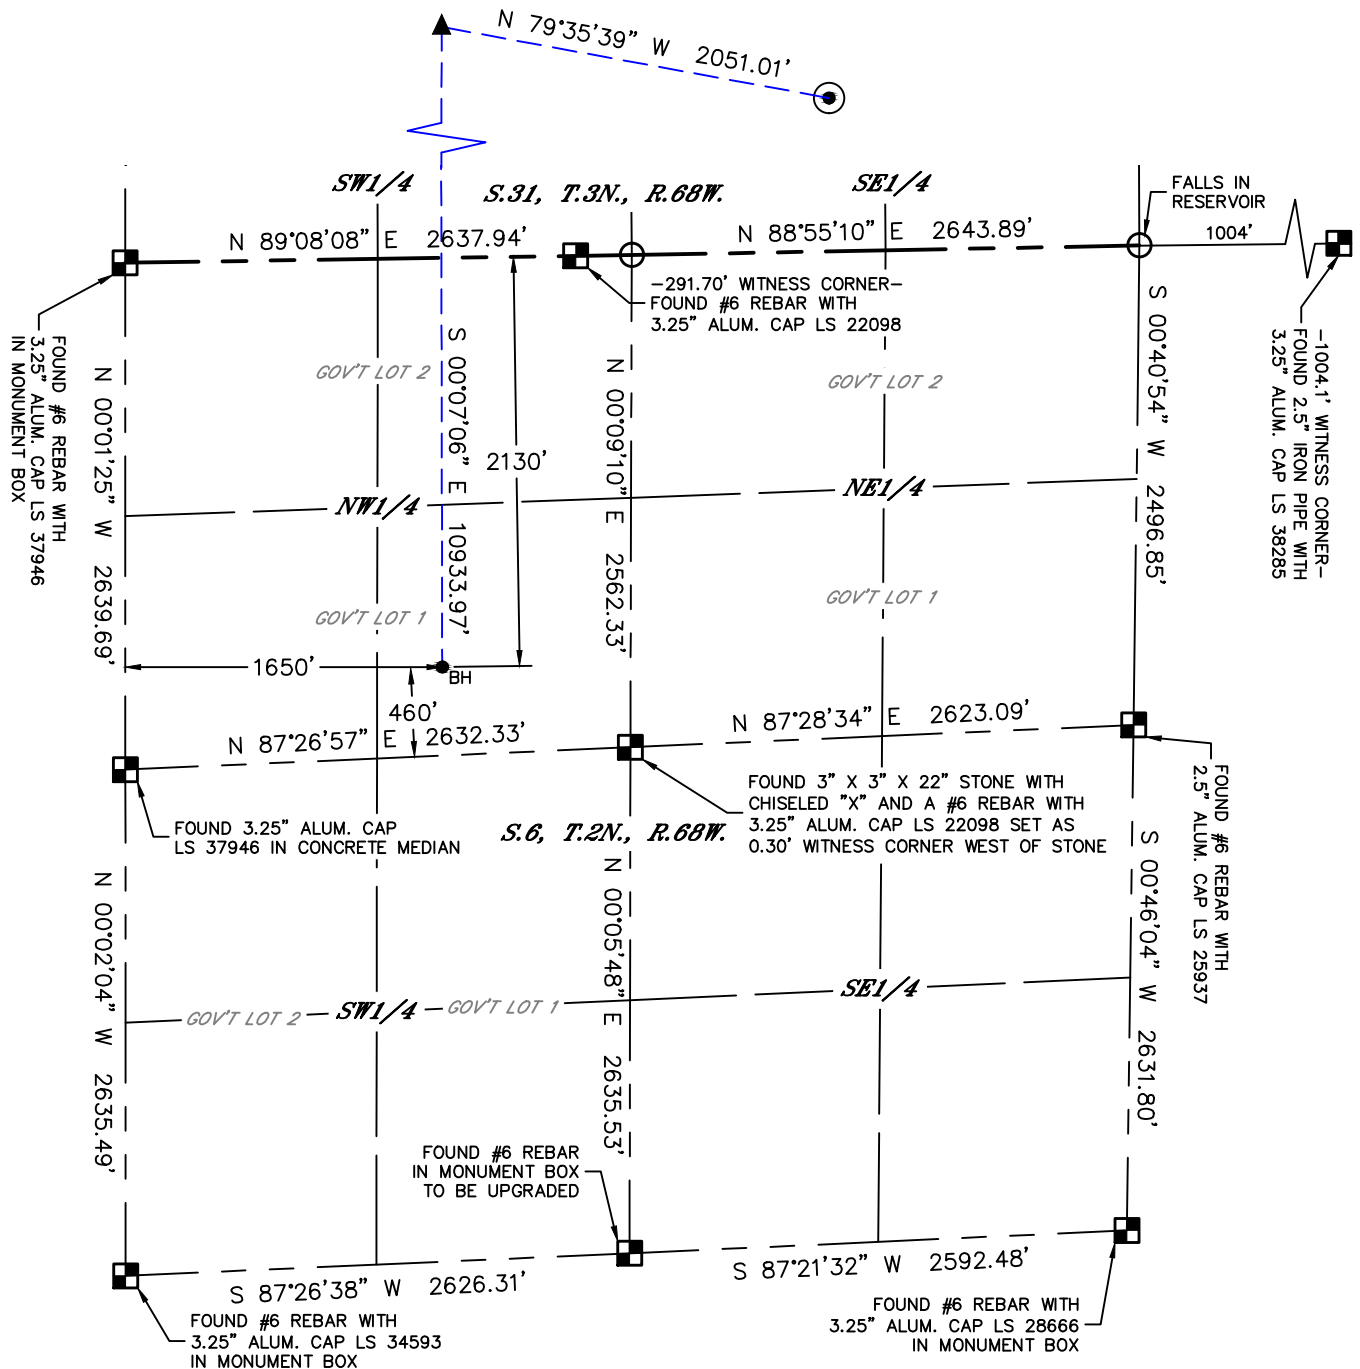 N 79°35'39" W 2051.01'
SW1/4
S.31, T.3N., R.68W.
SE1/4
FALLS IN
RESERVOIR
N 89°08'08" E 2637.94'
N 88°55'10" E 2643.89'
1004'
-291.70' WITNESS CORNER-
FOUND #6 REBAR WITH
3.25" ALUM. CAP LS 22098
-1004.1' WITNESS CORNER-
FOUND 2.5" IRON PIPE WITH
3.25" ALUM. CAP LS 38285
FOUND #6 REBAR WITH
3.25" ALUM. CAP LS 37946
IN MONUMENT BOX
N 00°01'25" W 2639.69'
GOV'T LOT 2
S 00°07'06" E 10933.97'
2130'
N 00°09'10" E 2562.33'
GOV'T LOT 2
S 00°40'54" W 2496.85'
NW1/4
NE1/4
GOV'T LOT 1
GOV'T LOT 1
1650'
BH
460'
N 87°26'57" E 2632.33'
N 87°28'34" E 2623.09'
FOUND #6 REBAR WITH
2.5" ALUM. CAP LS 25937
FOUND 3" X 3" X 22" STONE WITH
CHISELED "X" AND A #6 REBAR WITH
3.25" ALUM. CAP LS 22098 SET AS
0.30' WITNESS CORNER WEST OF STONE
FOUND 3.25" ALUM. CAP
LS 37946 IN CONCRETE MEDIAN
S.6, T.2N., R.68W.
N 00°02'04" W 2635.49'
N 00°05'48" E 2635.53'
S 00°46'04" W 2631.80'
GOV'T LOT 2
SW1/4
GOV'T LOT 1
SE1/4
FOUND #6 REBAR
IN MONUMENT BOX
TO BE UPGRADED
S 87°26'38" W 2626.31'
S 87°21'32" W 2592.48'
FOUND #6 REBAR WITH
3.25" ALUM. CAP LS 34593
IN MONUMENT BOX
FOUND #6 REBAR WITH
3.25" ALUM. CAP LS 28666
IN MONUMENT BOX